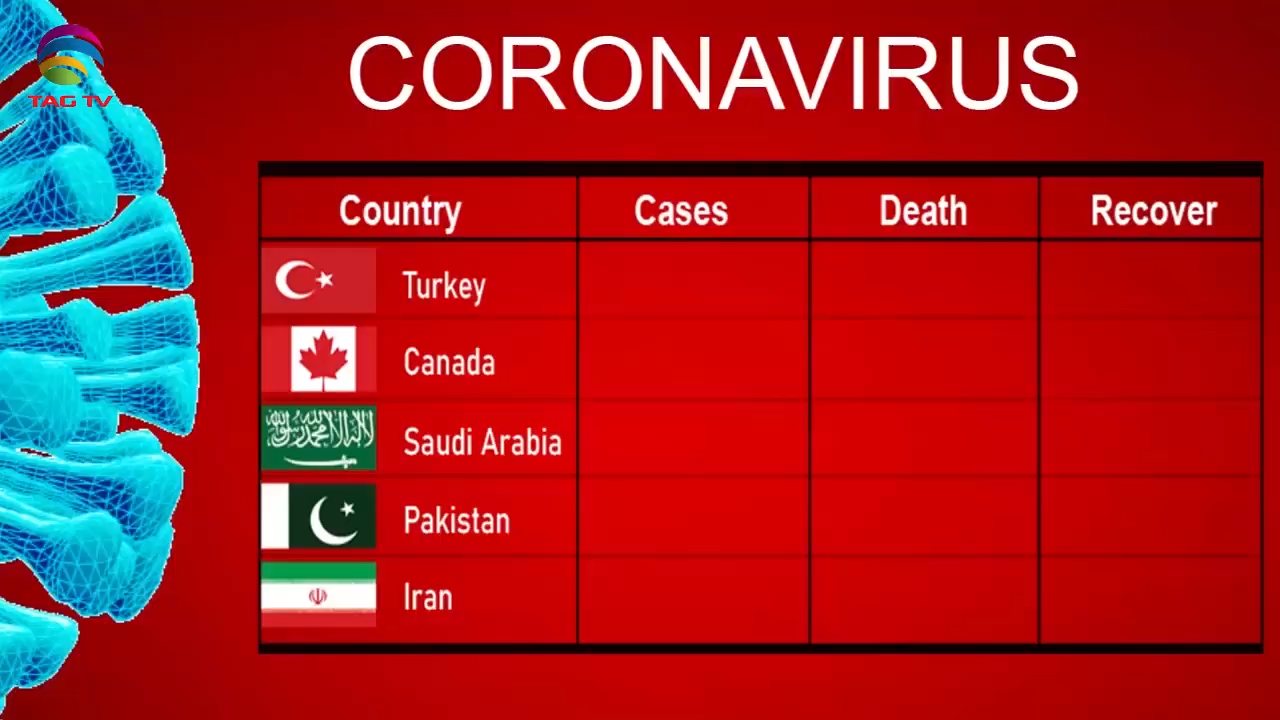 TAG TV
CORONAVIRUS
Country Cases Death Recover
Turkey
Canada
Saudi Arabia
Pakistan
Iran